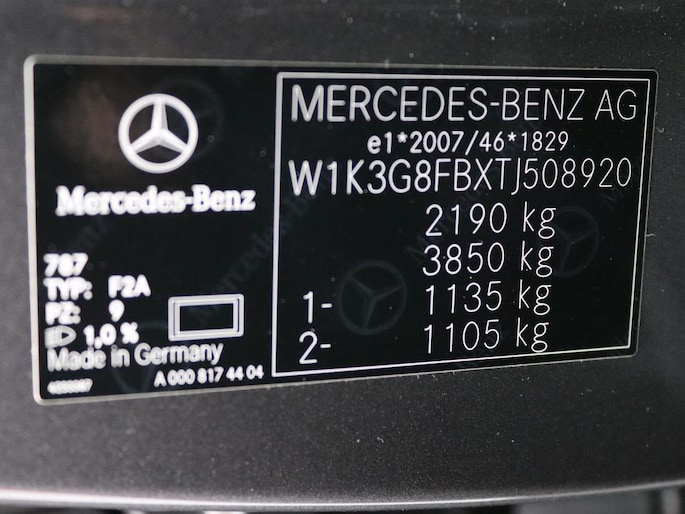 Mercedes-Benz
787
TYP: F2A
PZ: 9
1,0 %
Made in Germany
A 000 817 44 04
MERCEDES-BENZ AG
e1*2007/46*1829
W1K3G8FBXTJ508920
2190 kg
3850 kg
1- 1135 kg
2- 1105 kg